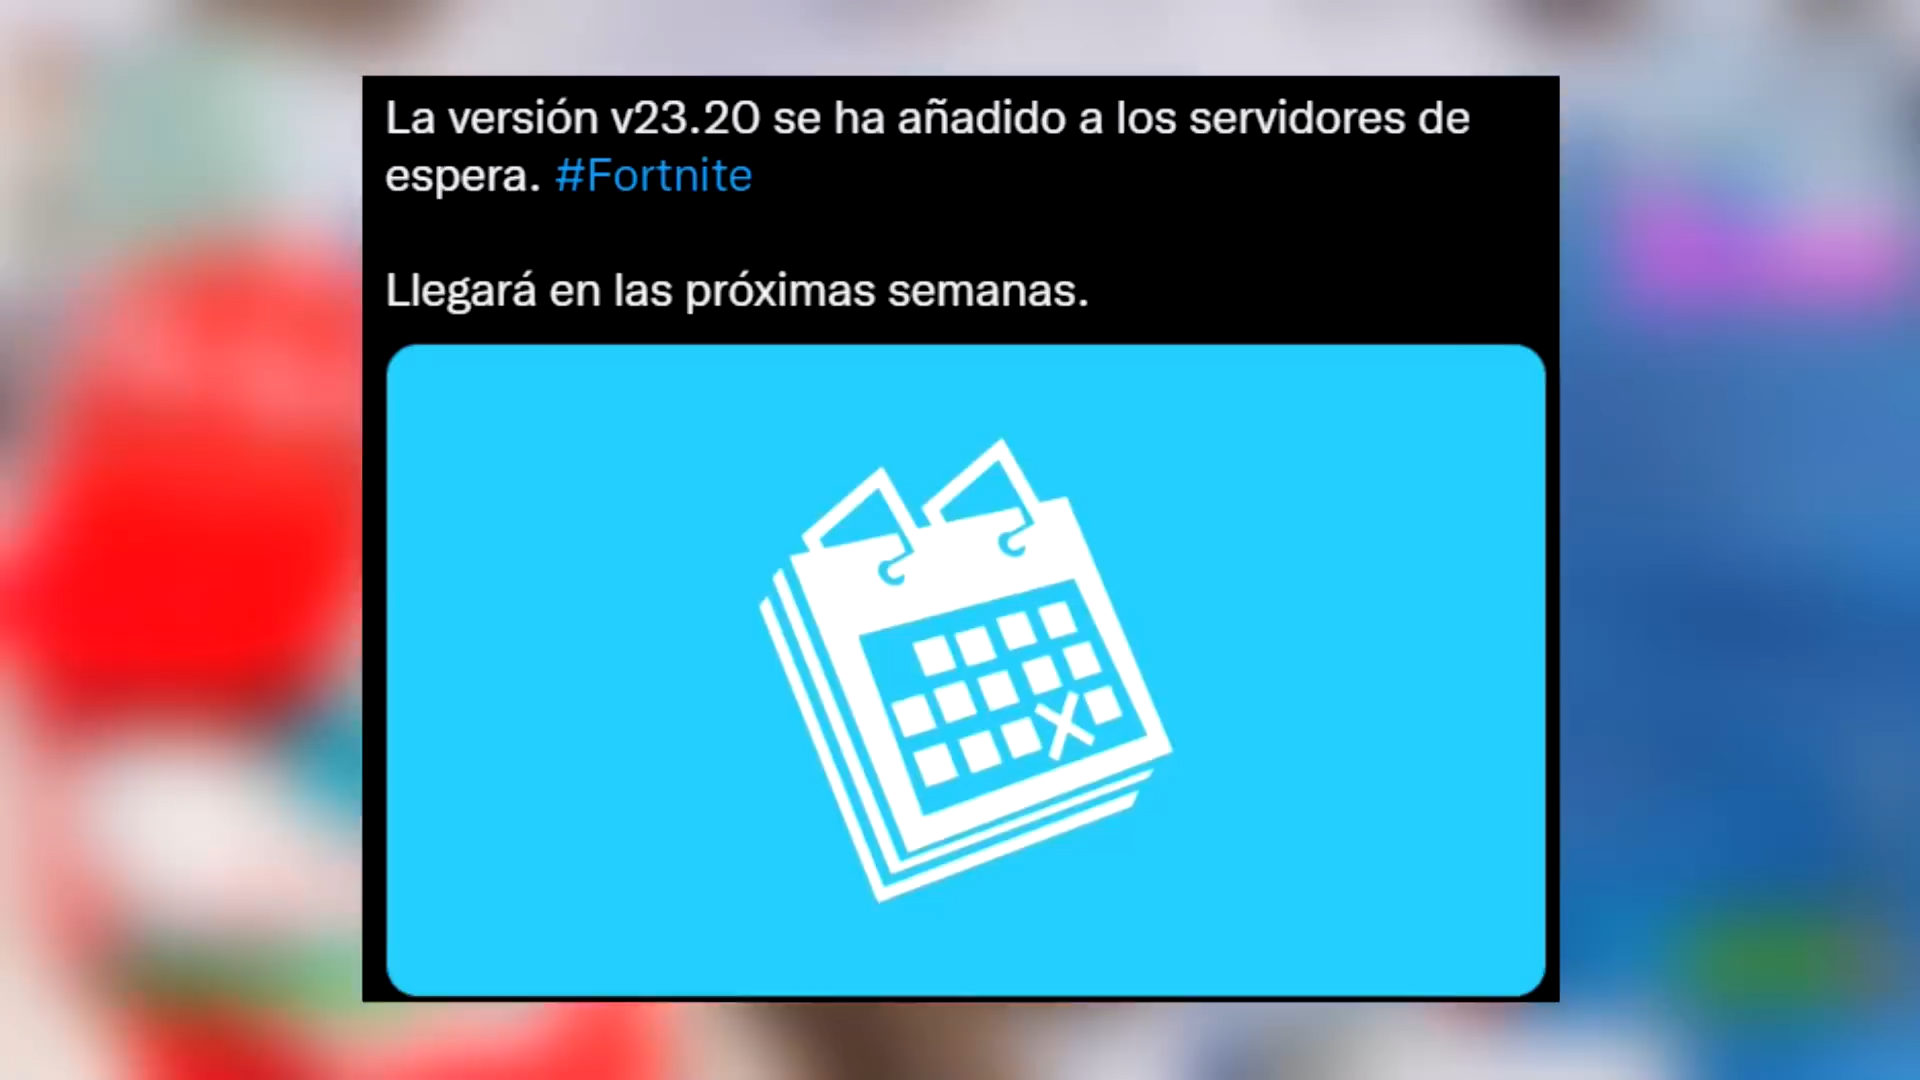 La versión v23.20 se ha añadido a los servidores de
espera. #Fortnite
Llegará en las próximas semanas.